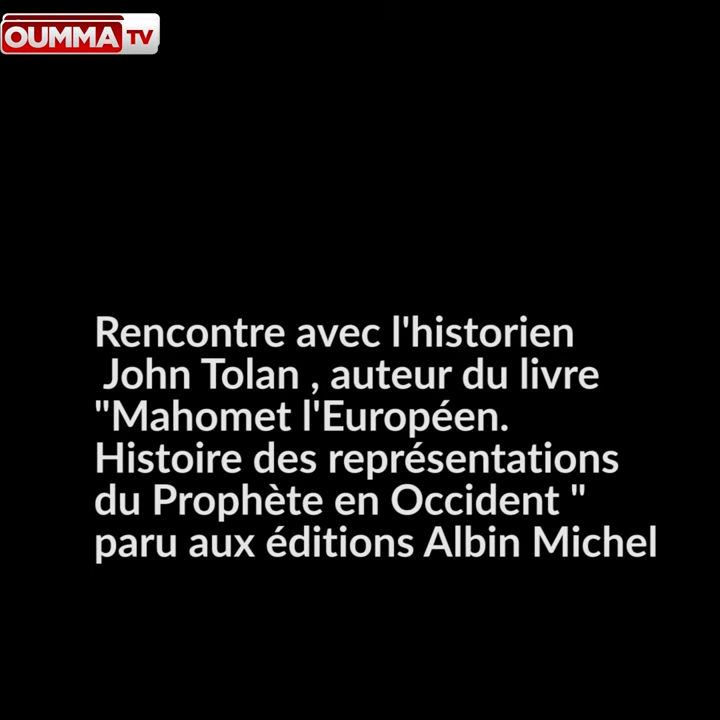 OUMMA TV
Rencontre avec l'historien
John Tolan , auteur du livre
"Mahomet l'Européen.
Histoire des représentations
du Prophète en Occident "
paru aux éditions Albin Michel